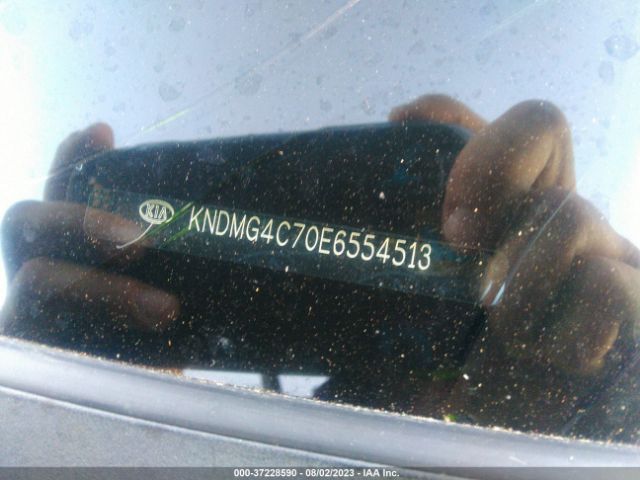 KIA KNDMG4C70E6554513
000-37228590 - 08/02/2023 - IAA Inc.